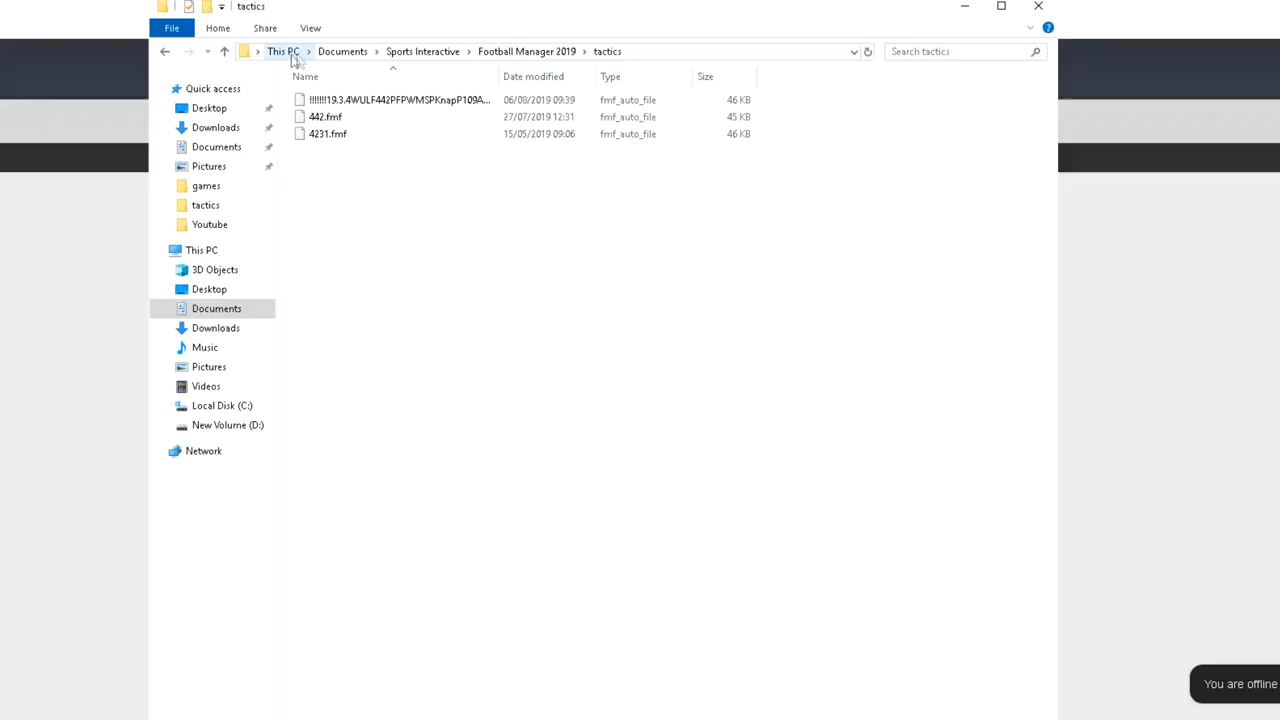 tactics
File Home Share View
This PC Documents Sports Interactive Football Manager 2019 tactics Search tactics
Name Date modified Type Size
Quick access
!!!!!!!19.3.4WULF442PFPWMSPKnapP109A... 06/08/2019 09:39 fmf_auto_file 46 KB
Desktop
442.fmf 27/07/2019 12:31 fmf_auto_file 45 KB
Downloads
4231.fmf 15/05/2019 09:06 fmf_auto_file 46 KB
Documents
Pictures
games
tactics
Youtube
This PC
3D Objects
Desktop
Documents
Downloads
Music
Pictures
Videos
Local Disk (C:)
New Volume (D:)
Network
You are offline